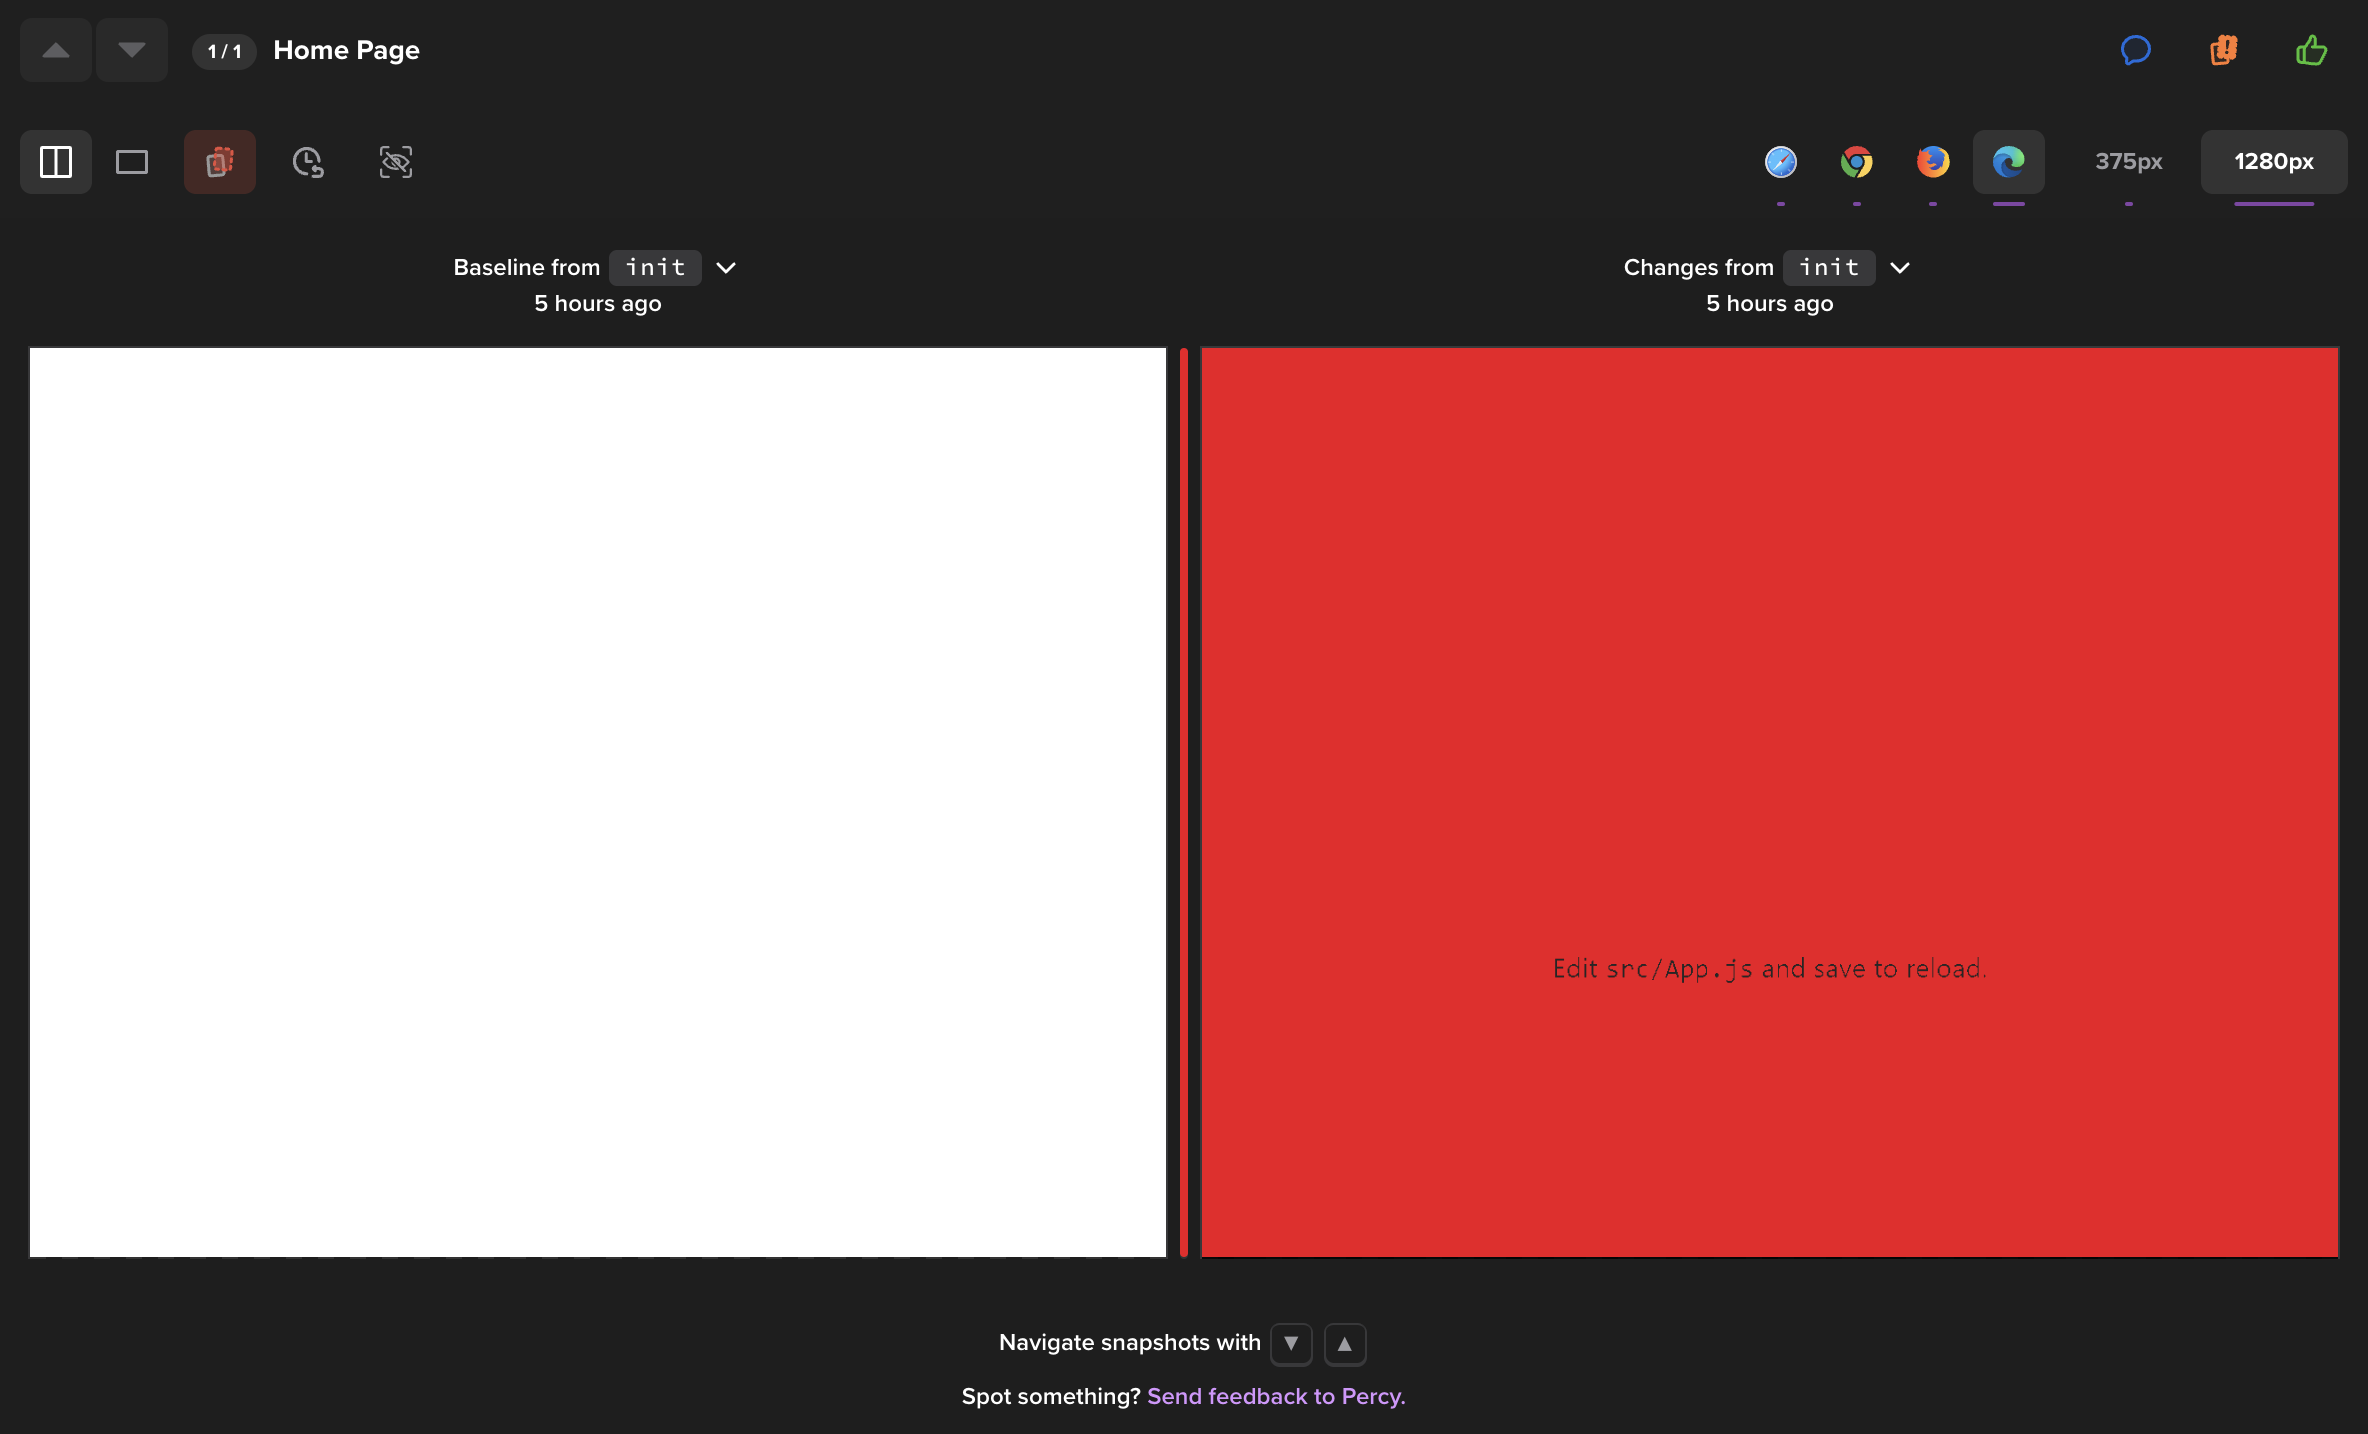 1 / 1 Home Page
375px 1280px
Baseline from init
5 hours ago
Changes from init
5 hours ago
Edit src/App.js and save to reload.
Navigate snapshots with ▼ ▲
Spot something? Send feedback to Percy.